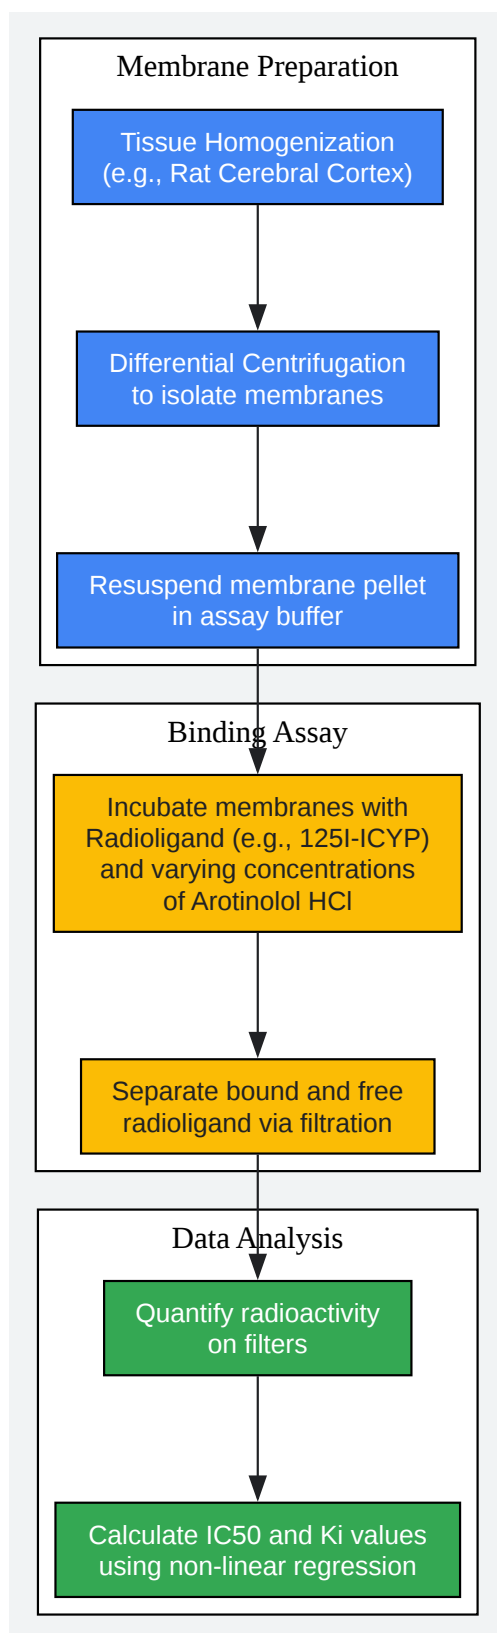 Membrane Preparation
Tissue Homogenization
(e.g., Rat Cerebral Cortex)
Differential Centrifugation
to isolate membranes
Resuspend membrane pellet
in assay buffer
Binding Assay
Incubate membranes with
Radioligand (e.g., 125I-ICYP)
and varying concentrations
of Arotinolol HCl
Separate bound and free
radioligand via filtration
Data Analysis
Quantify radioactivity
on filters
Calculate IC50 and Ki values
using non-linear regression